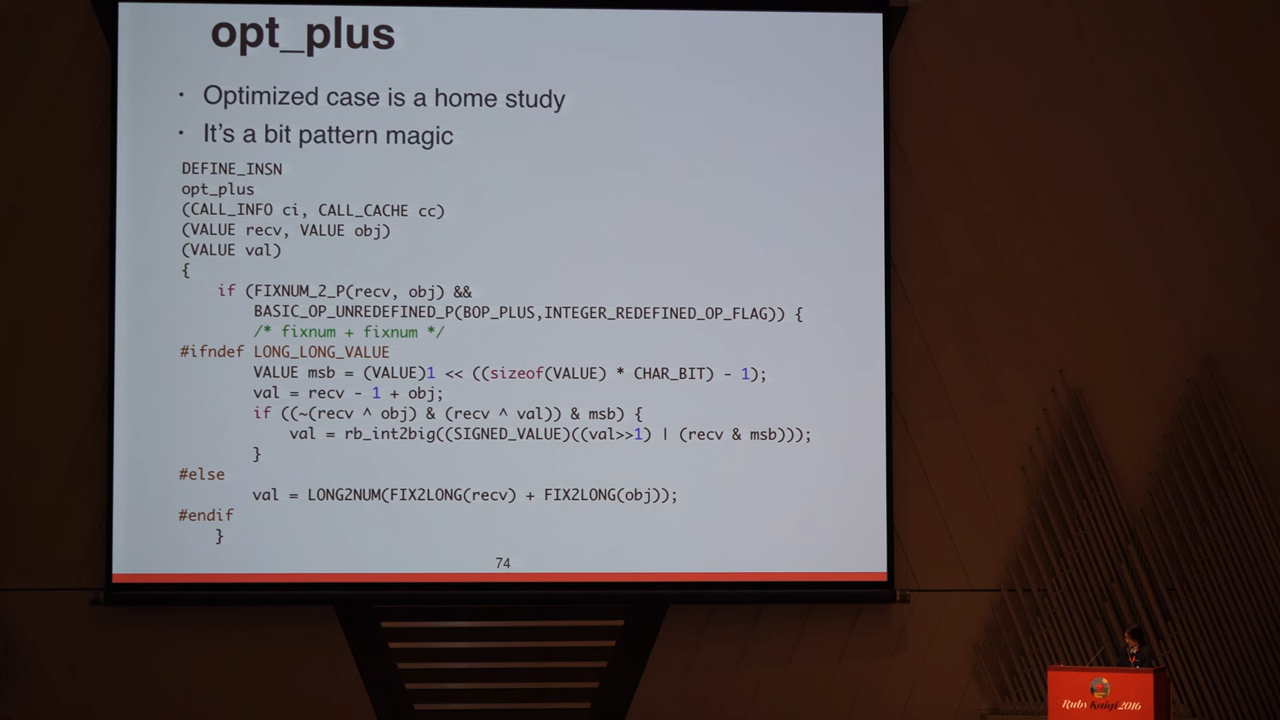 opt_plus
· Optimized case is a home study
· It's a bit pattern magic
DEFINE_INSN
opt_plus
(CALL_INFO ci, CALL_CACHE cc)
(VALUE recv, VALUE obj)
(VALUE val)
{
    if (FIXNUM_2_P(recv, obj) &&
        BASIC_OP_UNREDEFINED_P(BOP_PLUS,INTEGER_REDEFINED_OP_FLAG)) {
        /* fixnum + fixnum */
#ifndef LONG_LONG_VALUE
        VALUE msb = (VALUE)1 << ((sizeof(VALUE) * CHAR_BIT) - 1);
        val = recv - 1 + obj;
        if ((~(recv ^ obj) & (recv ^ val)) & msb) {
            val = rb_int2big((SIGNED_VALUE)((val>>1) | (recv & msb)));
        }
#else
        val = LONG2NUM(FIX2LONG(recv) + FIX2LONG(obj));
#endif
    }
74
RubyKaigi2016